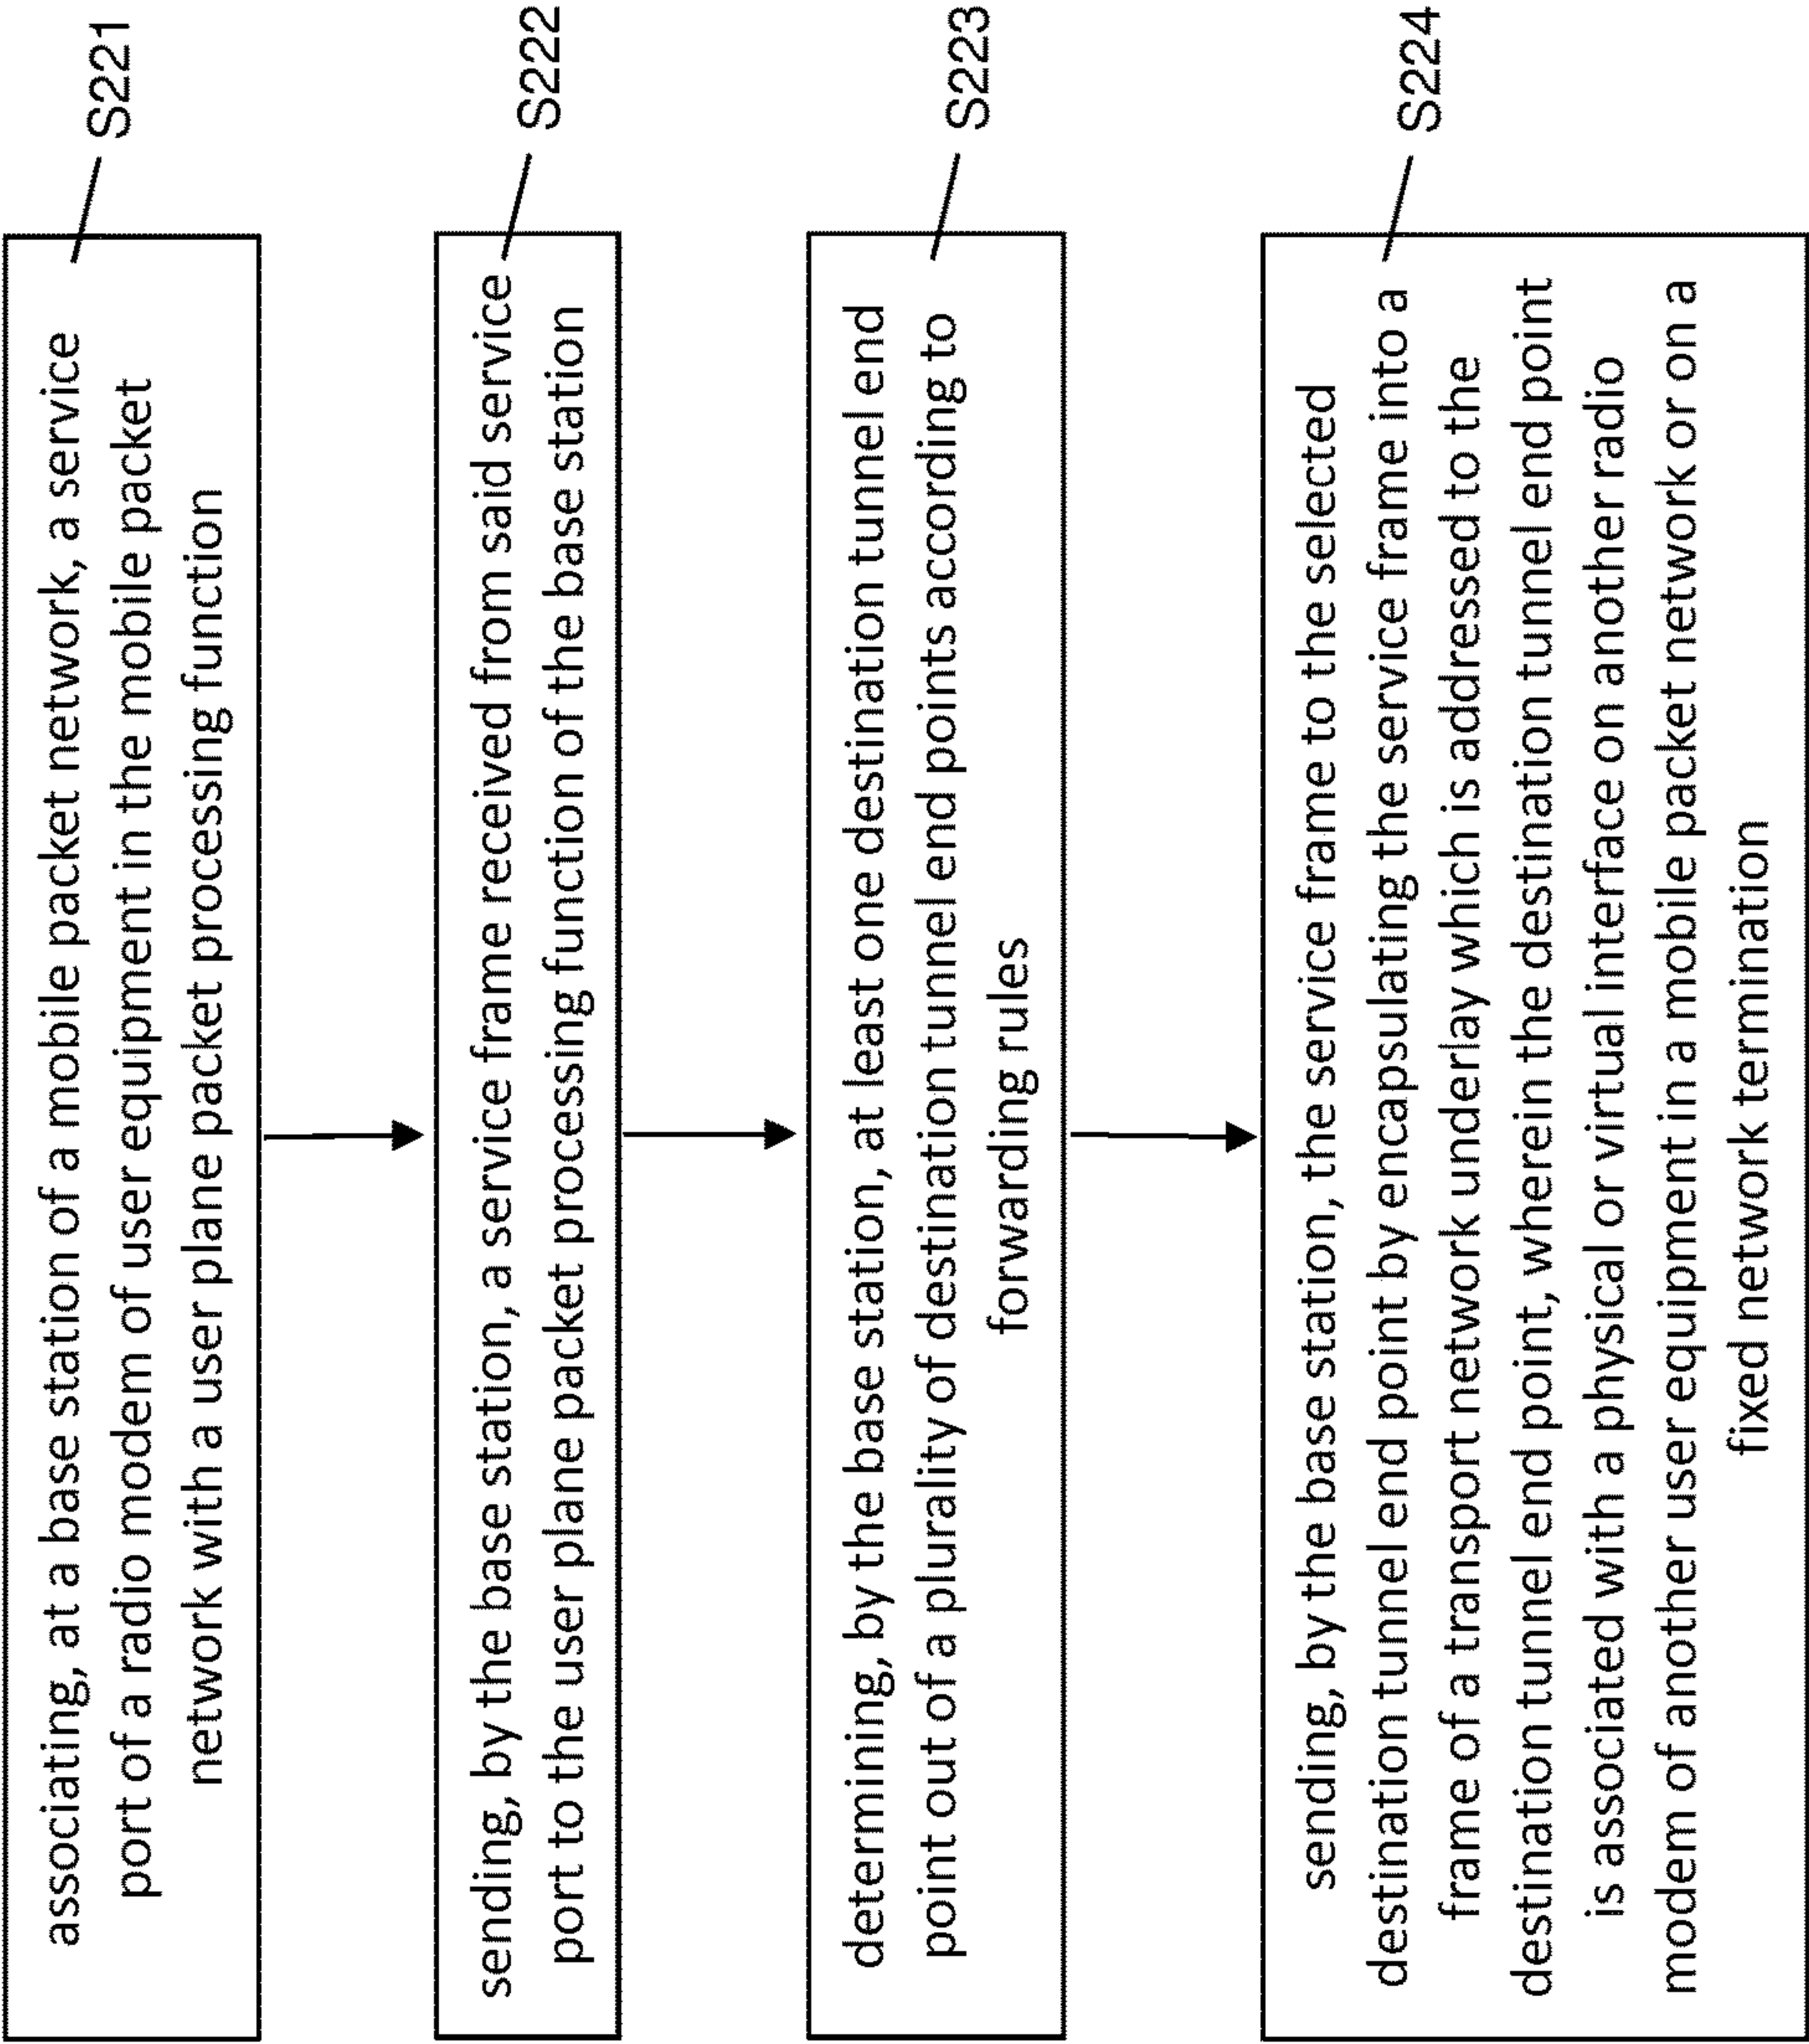 associating, at a base station of a mobile packet network, a service
port of a radio modem of user equipment in the mobile packet
network with a user plane packet processing function
S221
sending, by the base station, a service frame received from said service
port to the user plane packet processing function of the base station
S222
determining, by the base station, at least one destination tunnel end
point out of a plurality of destination tunnel end points according to
forwarding rules
S223
sending, by the base station, the service frame to the selected
destination tunnel end point by encapsulating the service frame into a
frame of a transport network underlay which is addressed to the
destination tunnel end point, wherein the destination tunnel end point
is associated with a physical or virtual interface on another radio
modem of another user equipment in a mobile packet network or on a
fixed network termination
S224